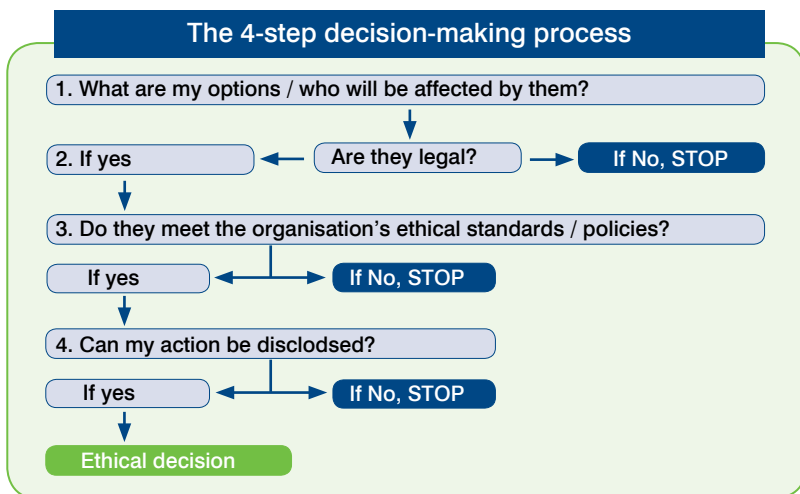 The 4-step decision-making process
1. What are my options / who will be affected by them?
2. If yes
Are they legal?
If No, STOP
3. Do they meet the organisation's ethical standards / policies?
If yes
If No, STOP
4. Can my action be disclodsed?
If yes
If No, STOP
Ethical decision